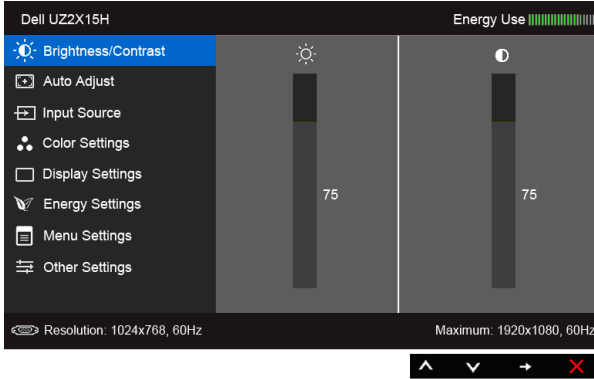 Dell UZ2X15H
Energy Use
Brightness/Contrast
Auto Adjust
Input Source
Color Settings
Display Settings
Energy Settings
Menu Settings
Other Settings
75
75
Resolution: 1024x768, 60Hz
Maximum: 1920x1080, 60Hz